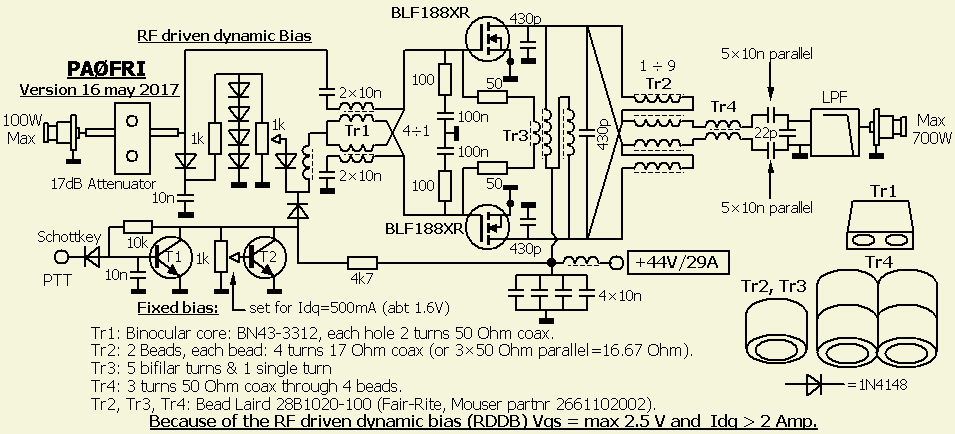 BLF188XR
430p
RF driven dynamic Bias
PAØFRI
Version 16 may 2017
100W
Max
17dB Attenuator
1k
1k
10n
2×10n
Tr1
2×10n
4÷1
100
100n
100n
100
50
Tr3
50
430p
1 ÷ 9
Tr2
Tr4
5×10n parallel
22p
LPF
Max
700W
5×10n parallel
BLF188XR
430p
Schottkey
PTT
10k
10n
T1
1k
T2
4k7
+44V/29A
4×10n
Fixed bias:
set for Idq=500mA (abt 1.6V)
Tr1
Tr4
Tr2, Tr3
=1N4148
Tr1: Binocular core: BN43-3312, each hole 2 turns 50 Ohm coax.
Tr2: 2 Beads, each bead: 4 turns 17 Ohm coax (or 3×50 Ohm parallel=16.67 Ohm).
Tr3: 5 bifilar turns & 1 single turn
Tr4: 3 turns 50 Ohm coax through 4 beads.
Tr2, Tr3, Tr4: Bead Laird 28B1020-100 (Fair-Rite, Mouser partnr 2661102002).
Because of the RF driven dynamic bias (RDDB) Vgs = max 2.5 V and Idq > 2 Amp.